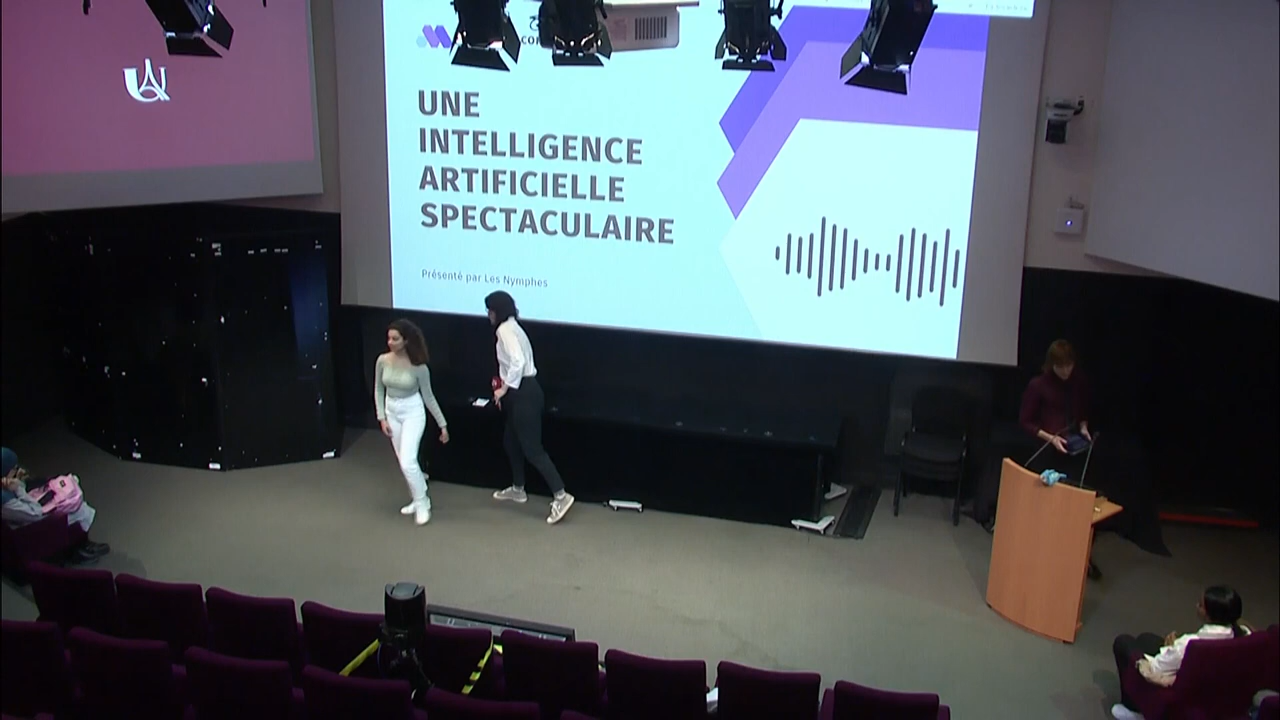 UNE
INTELLIGENCE
ARTIFICIELLE
SPECTACULAIRE
Présenté par Les Nymphes